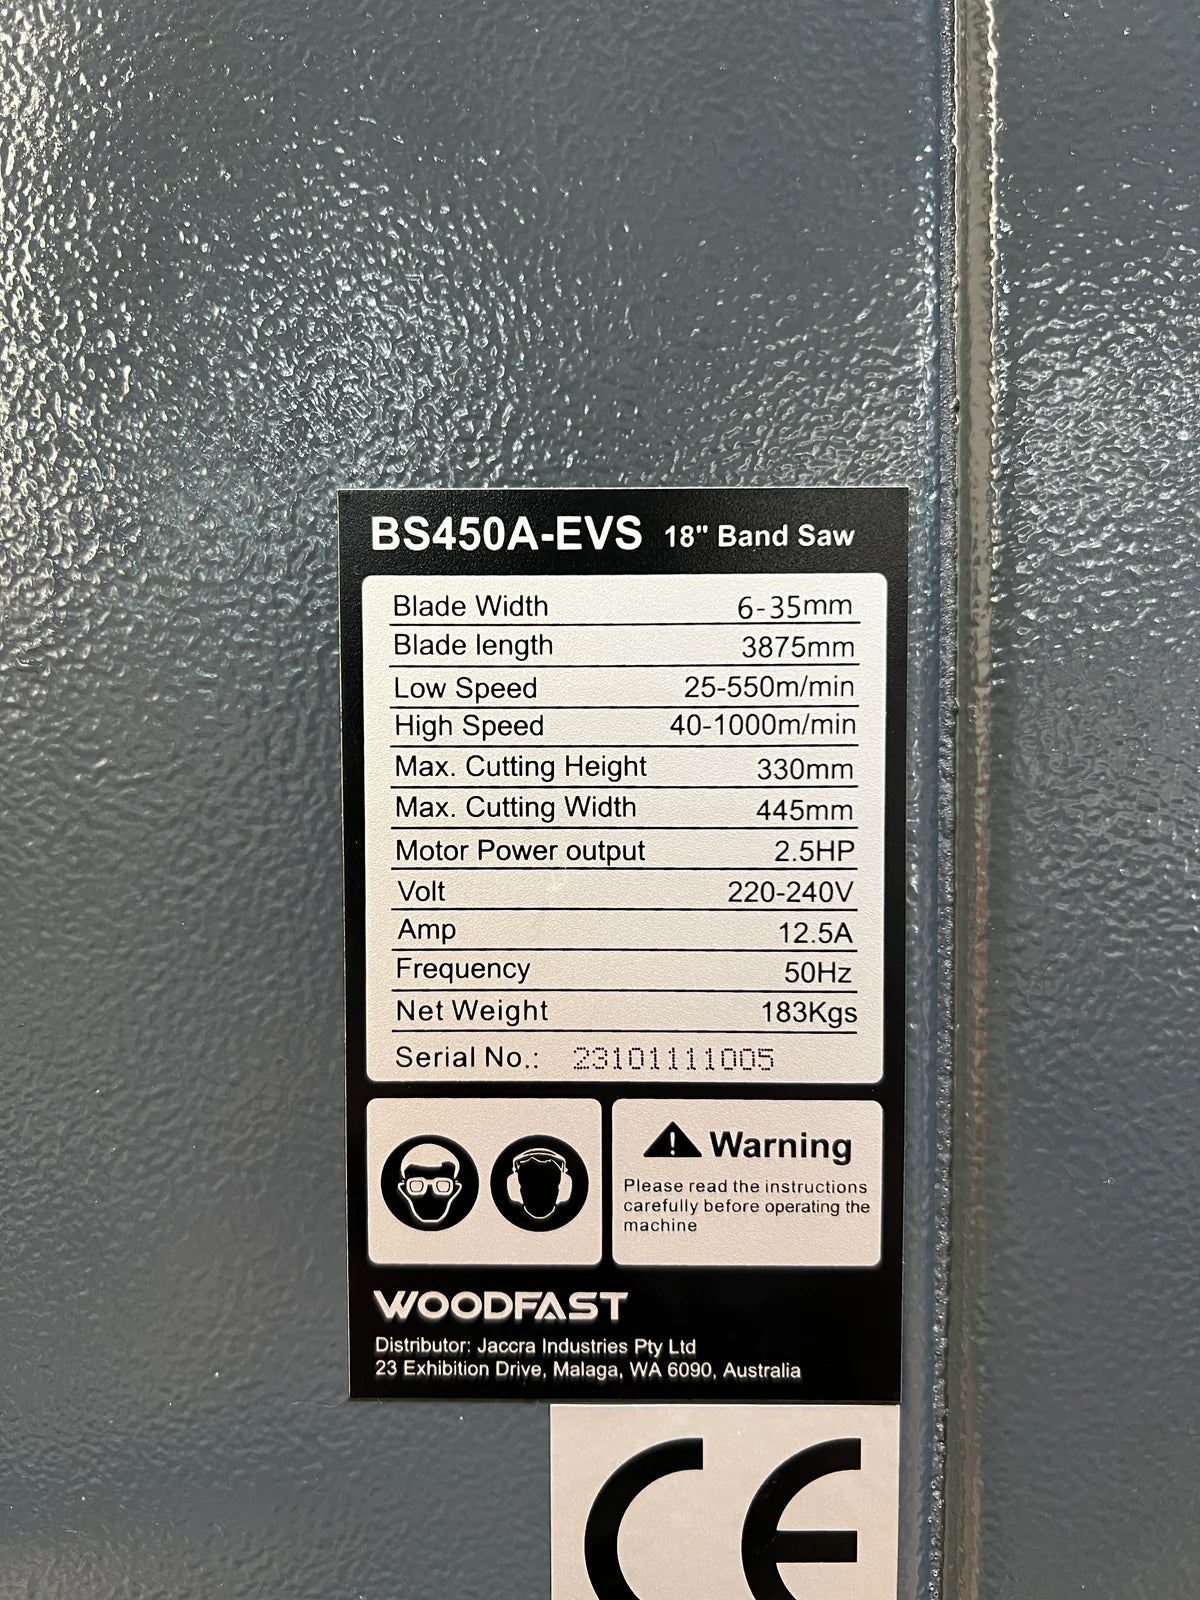 BS450A-EVS 18" Band Saw
Blade Width 6-35mm
Blade length 3875mm
Low Speed 25-550m/min
High Speed 40-1000m/min
Max. Cutting Height 330mm
Max. Cutting Width 445mm
Motor Power output 2.5HP
Volt 220-240V
Amp 12.5A
Frequency 50Hz
Net Weight 183Kgs
Serial No.: 23101111005
Warning
Please read the instructions
carefully before operating the
machine
WOODFAST
Distributor: Jaccra Industries Pty Ltd
23 Exhibition Drive, Malaga, WA 6090, Australia
CE